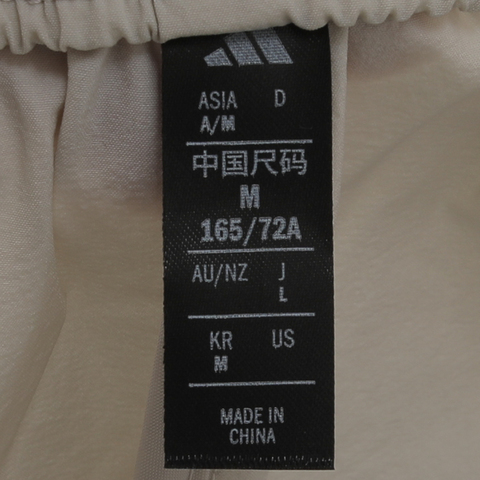 ASIA D
A/M
中国尺码
M
165/72A
AU/NZ J
L
KR US
M
MADE IN
CHINA